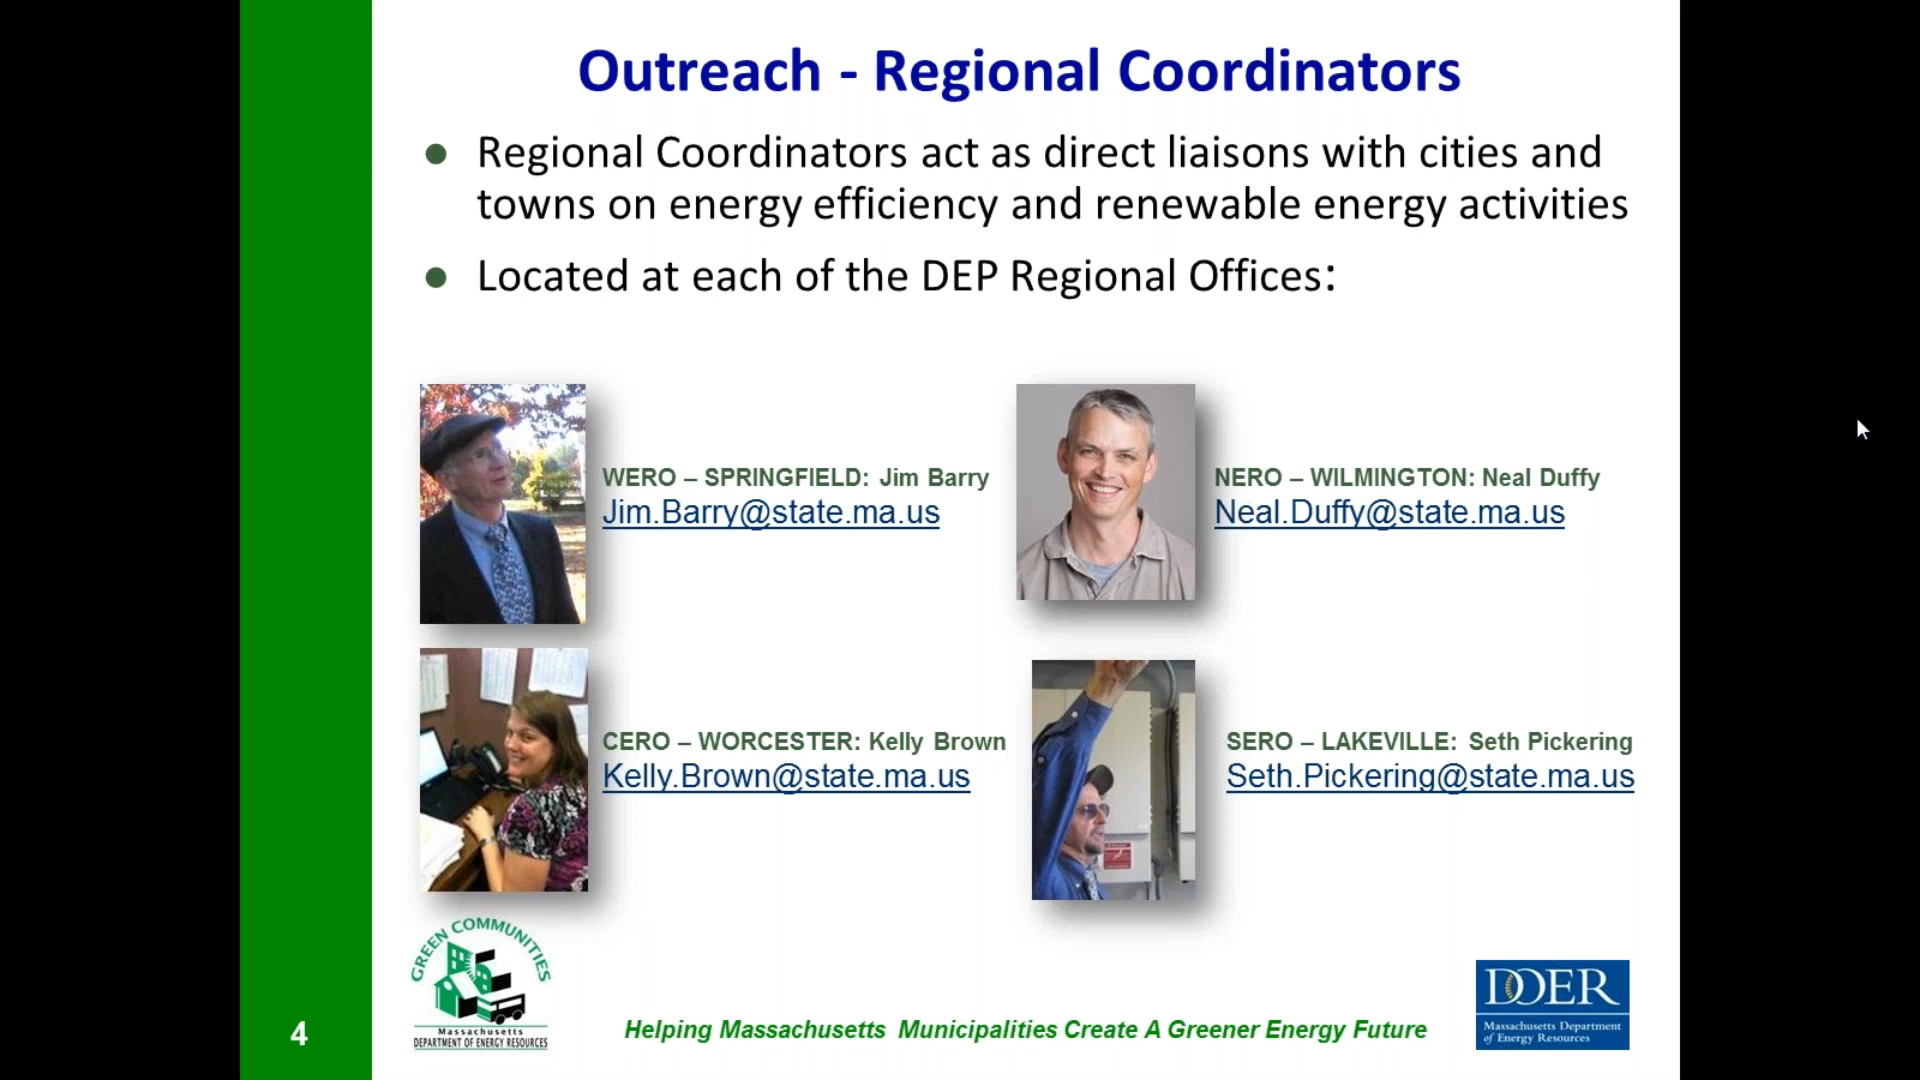 Outreach - Regional Coordinators
Regional Coordinators act as direct liaisons with cities and
towns on energy efficiency and renewable energy activities
Located at each of the DEP Regional Offices:
WERO – SPRINGFIELD: Jim Barry
Jim.Barry@state.ma.us
NERO – WILMINGTON: Neal Duffy
Neal.Duffy@state.ma.us
CERO – WORCESTER: Kelly Brown
Kelly.Brown@state.ma.us
SERO – LAKEVILLE: Seth Pickering
Seth.Pickering@state.ma.us
GREEN COMMUNITIES
Massachusetts
DEPARTMENT OF ENERGY RESOURCES
4
Helping Massachusetts Municipalities Create A Greener Energy Future
DOER
Massachusetts Department
of Energy Resources